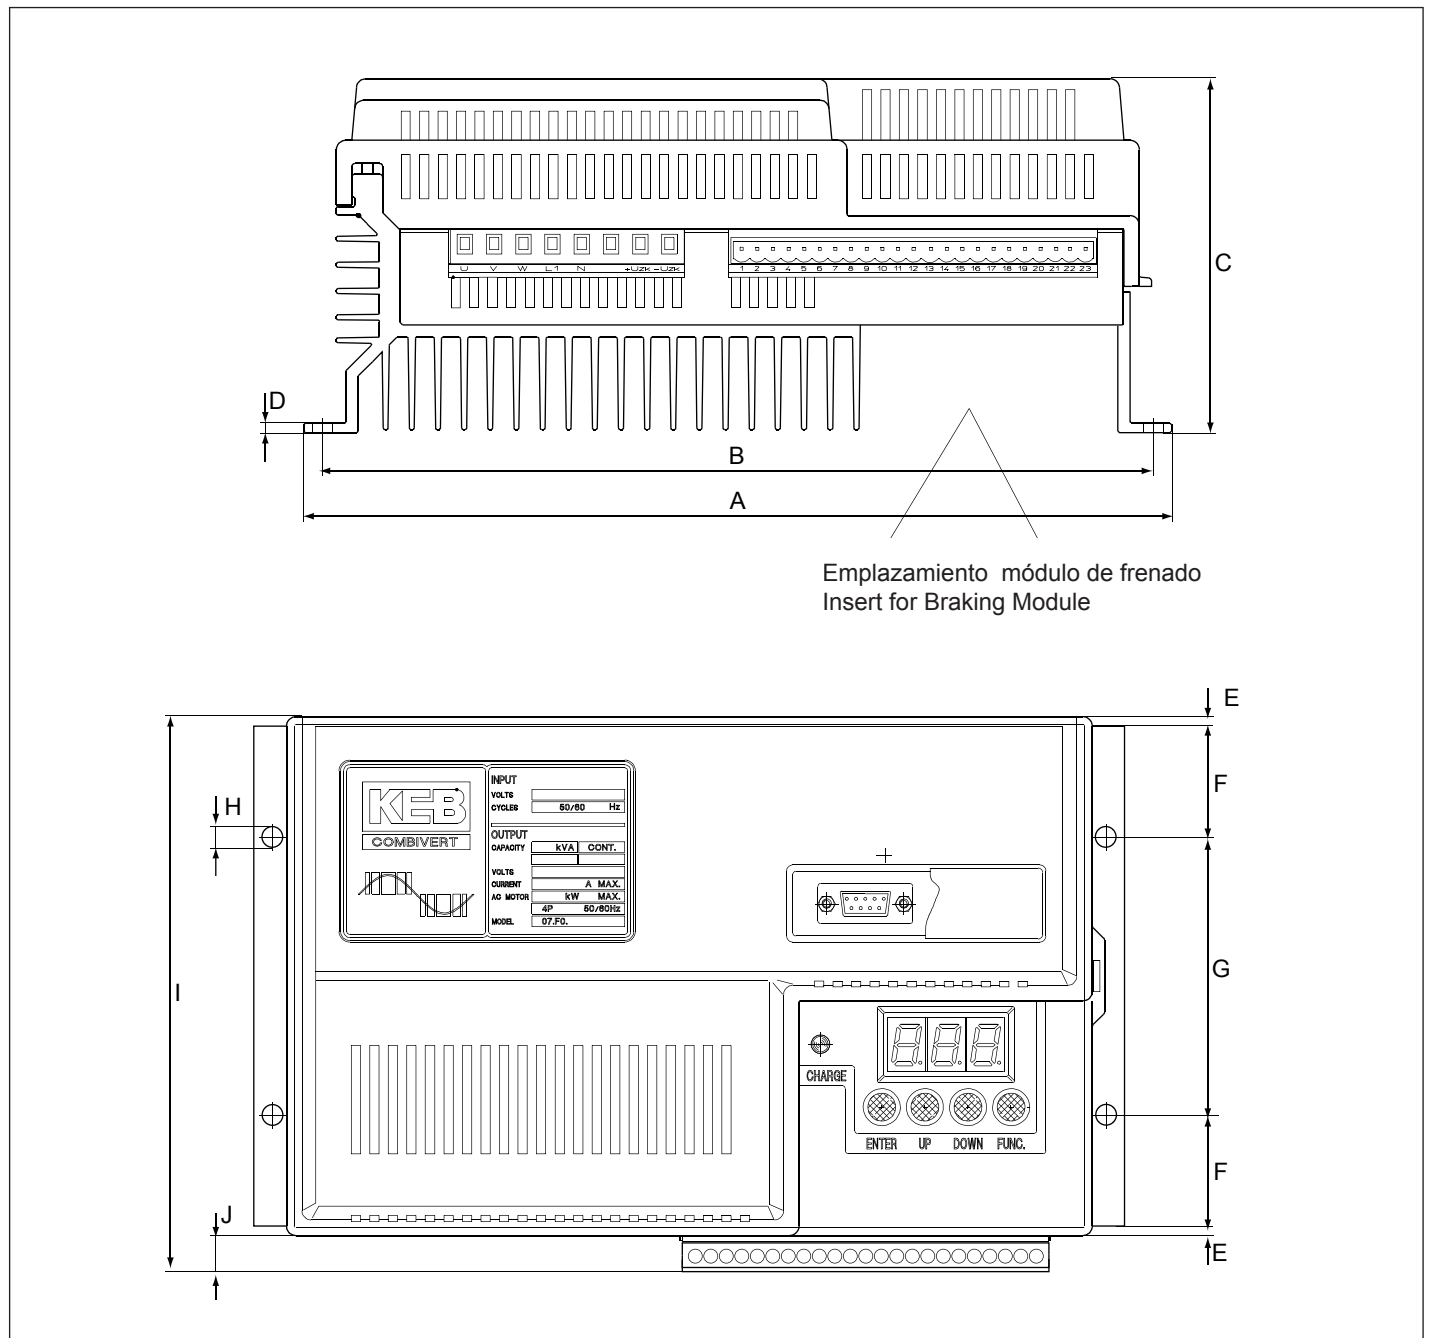 U V W L1 N +Uzk -Uzk
1 2 3 4 5 6 7 8 9 10 11 12 13 14 15 16 17 18 19 20 21 22 23
C
D
B
A
Emplazamiento módulo de frenado
Insert for Braking Module
E
F
H
KEB
COMBIVERT
INPUT
VOLTS
CYCLES 50/60 Hz
OUTPUT
CAPACITY kVA CONT.
VOLTS
CURRENT A MAX.
AC MOTOR kW MAX.
4P 50/60Hz
MODEL 07.F0.
G
I
8.8.8.
CHARGE
ENTER UP DOWN FUNC.
F
J
E